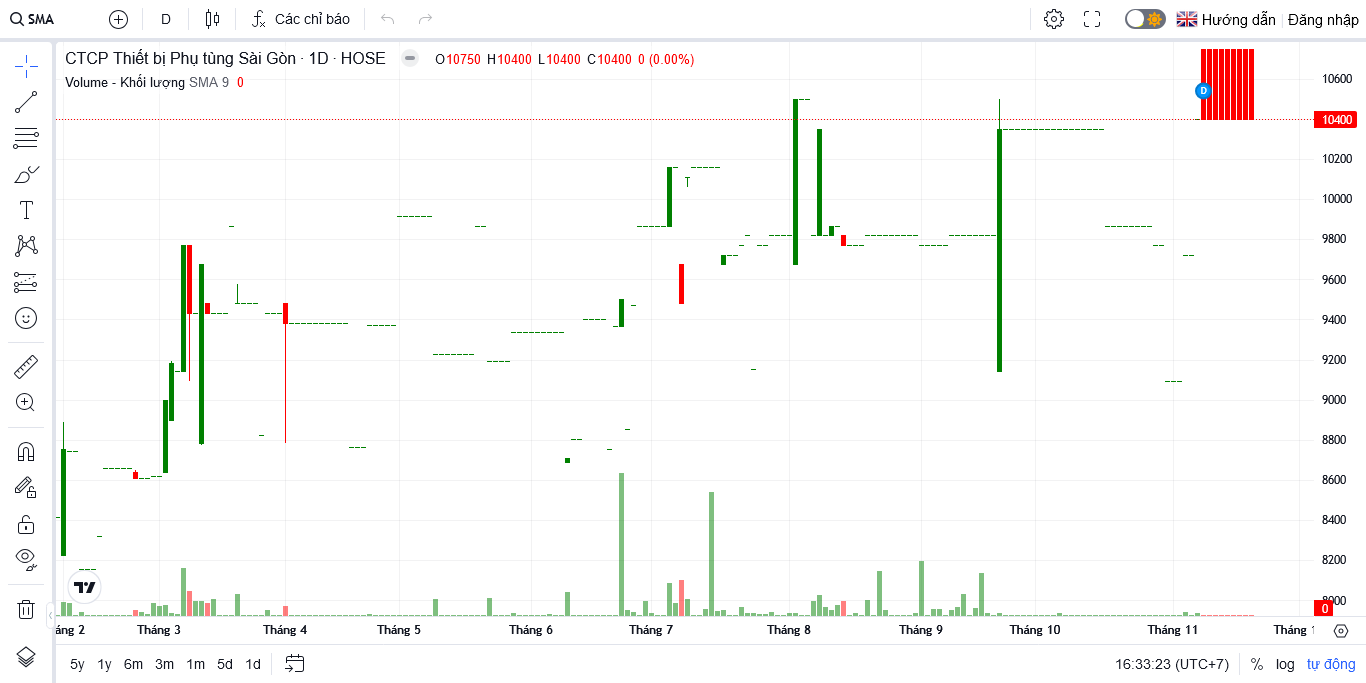 SMA D Các chỉ báo Hướng dẫn Đăng nhập
CTCP Thiết bị Phụ tùng Sài Gòn · 1D · HOSE O10750 H10400 L10400 C10400 0 (0.00%)
Volume - Khối lượng SMA 9 0
D
10600
10400
10200
10000
9800
9600
9400
9200
9000
8800
8600
8400
8200
8000
0
áng 2 Tháng 3 Tháng 4 Tháng 5 Tháng 6 Tháng 7 Tháng 8 Tháng 9 Tháng 10 Tháng 11 Tháng 1
5y 1y 6m 3m 1m 5d 1d 16:33:23 (UTC+7) % log tự động